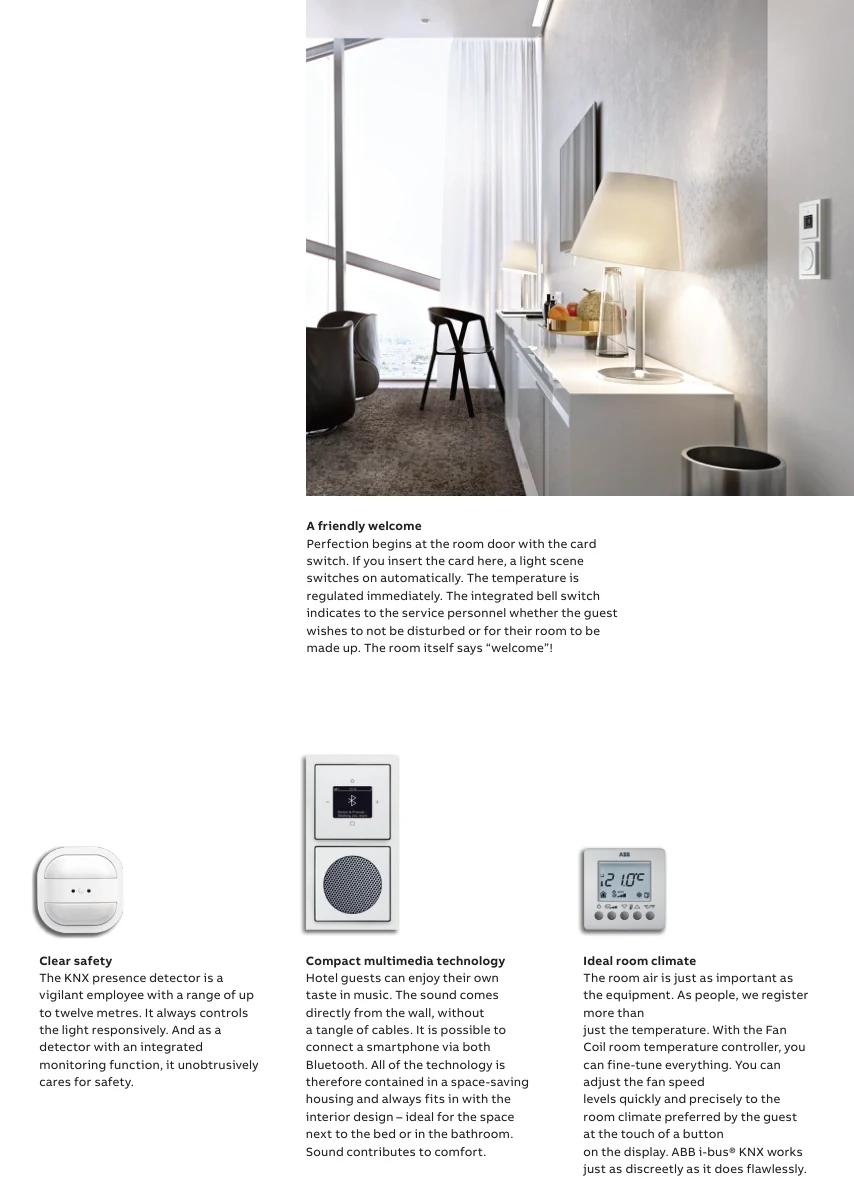 A friendly welcome
Perfection begins at the room door with the card
switch. If you insert the card here, a light scene
switches on automatically. The temperature is
regulated immediately. The integrated bell switch
indicates to the service personnel whether the guest
wishes to not be disturbed or for their room to be
made up. The room itself says “welcome”!
ABB
21.0°C
Clear safety
The KNX presence detector is a
vigilant employee with a range of up
to twelve metres. It always controls
the light responsively. And as a
detector with an integrated
monitoring function, it unobtrusively
cares for safety.
Compact multimedia technology
Hotel guests can enjoy their own
taste in music. The sound comes
directly from the wall, without
a tangle of cables. It is possible to
connect a smartphone via both
Bluetooth. All of the technology is
therefore contained in a space-saving
housing and always fits in with the
interior design – ideal for the space
next to the bed or in the bathroom.
Sound contributes to comfort.
Ideal room climate
The room air is just as important as
the equipment. As people, we register
more than
just the temperature. With the Fan
Coil room temperature controller, you
can fine-tune everything. You can
adjust the fan speed
levels quickly and precisely to the
room climate preferred by the guest
at the touch of a button
on the display. ABB i-bus® KNX works
just as discreetly as it does flawlessly.